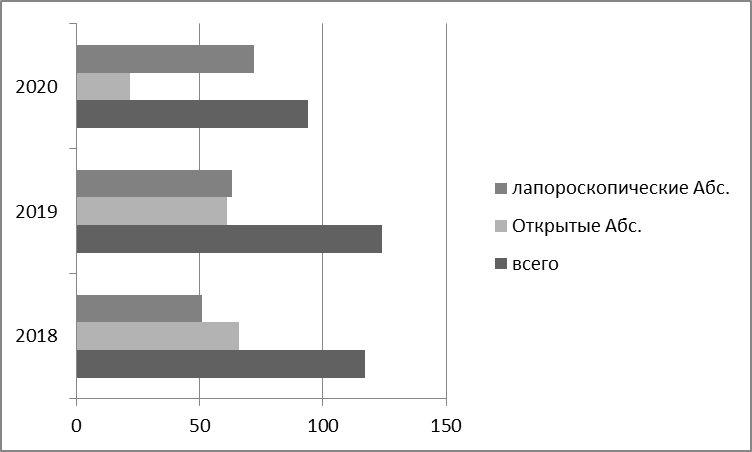 2020
2019
2018
0 50 100 150
лапороскопические Абс.
Открытые Абс.
всего